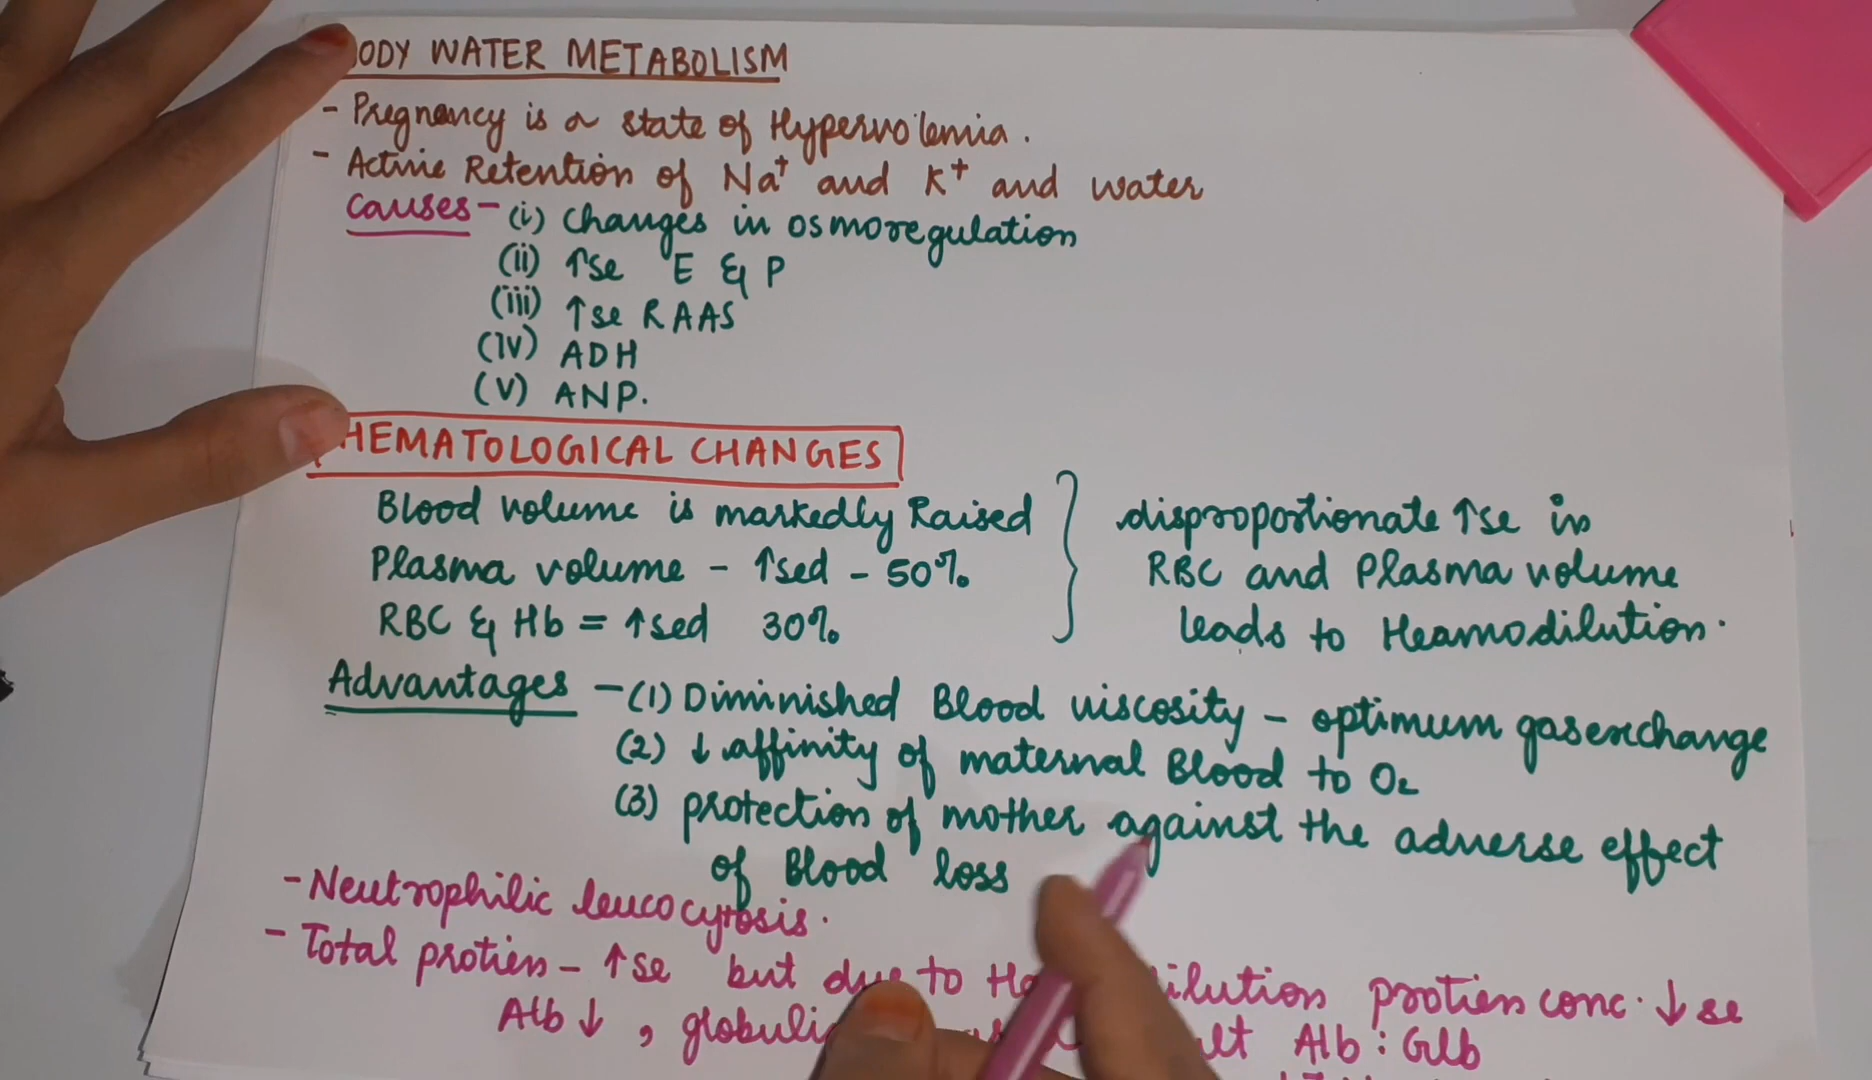 ODY WATER METABOLISM
- Pregnancy is a state of Hypervolemia.
- Active Retention of Na+ and K+ and water
Causes - (i) Changes in osmoregulation
(ii) ↑se E & P
(iii) ↑se RAAS
(IV) ADH
(V) ANP.
HEMATOLOGICAL CHANGES
Blood volume is markedly Raised
Plasma volume - ↑sed - 50%
RBC & Hb = ↑sed 30%
disproportionate ↑se in
RBC and Plasma volume
leads to Heamodilution.
Advantages - (1) Diminished Blood viscosity - optimum gasexchange
(2) ↓ affinity of maternal Blood to O2
(3) protection of mother against the adverse effect
of Blood loss
- Neutrophilic leucocytosis.
- Total protien - ↑se but due to ilution protien conc. ↓se
Alb ↓, globuli ult Alb : Glb